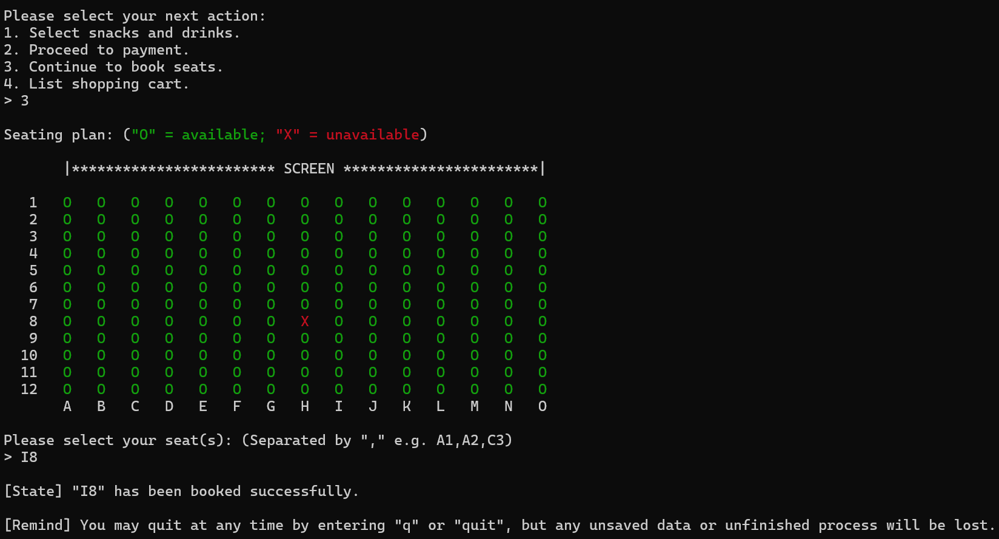 Please select your next action:
1. Select snacks and drinks.
2. Proceed to payment.
3. Continue to book seats.
4. List shopping cart.
> 3
Seating plan: ("O" = available; "X" = unavailable)
|************************ SCREEN ***********************|
1 O O O O O O O O O O O O O O O
2 O O O O O O O O O O O O O O O
3 O O O O O O O O O O O O O O O
4 O O O O O O O O O O O O O O O
5 O O O O O O O O O O O O O O O
6 O O O O O O O O O O O O O O O
7 O O O O O O O O O O O O O O O
8 O O O O O O O X O O O O O O O
9 O O O O O O O O O O O O O O O
10 O O O O O O O O O O O O O O O
11 O O O O O O O O O O O O O O O
12 O O O O O O O O O O O O O O O
A B C D E F G H I J K L M N O
Please select your seat(s): (Separated by "," e.g. A1,A2,C3)
> I8
[State] "I8" has been booked successfully.
[Remind] You may quit at any time by entering "q" or "quit", but any unsaved data or unfinished process will be lost.